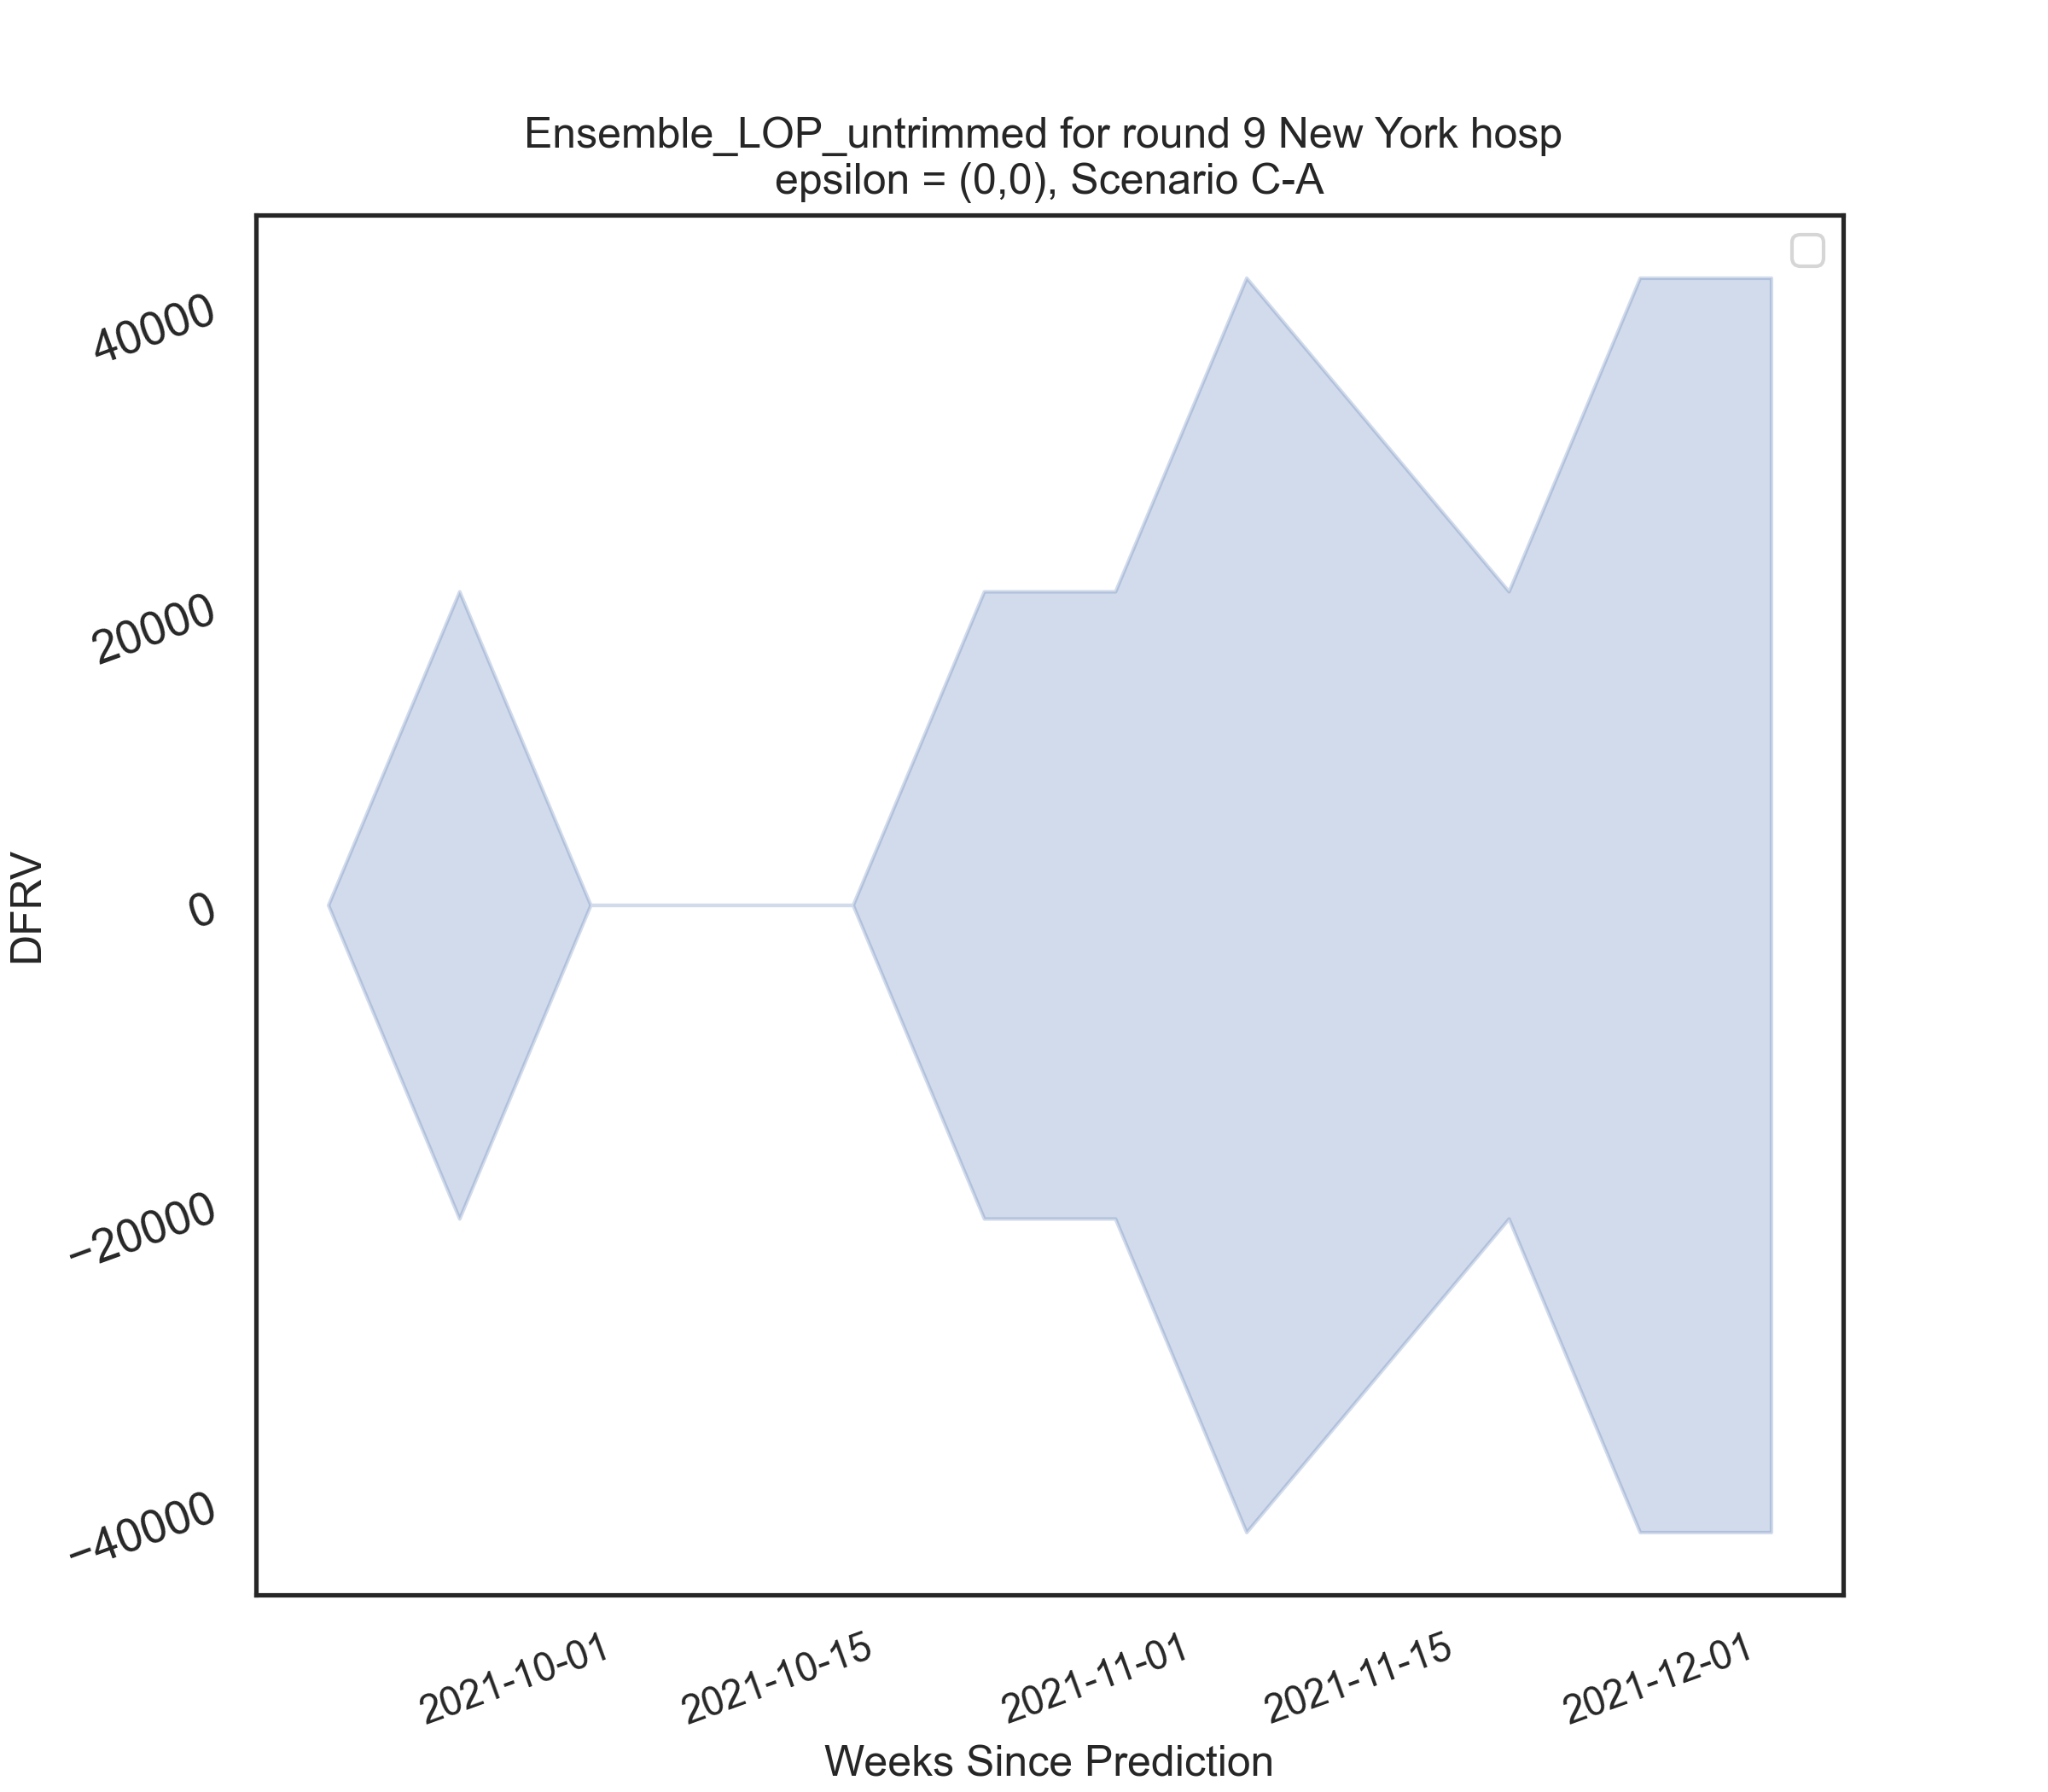 Ensemble_LOP_untrimmed for round 9 New York hosp
epsilon = (0,0), Scenario C-A
40000
20000
0
−20000
−40000
DFRV
2021-10-01
2021-10-15
2021-11-01
2021-11-15
2021-12-01
Weeks Since Prediction